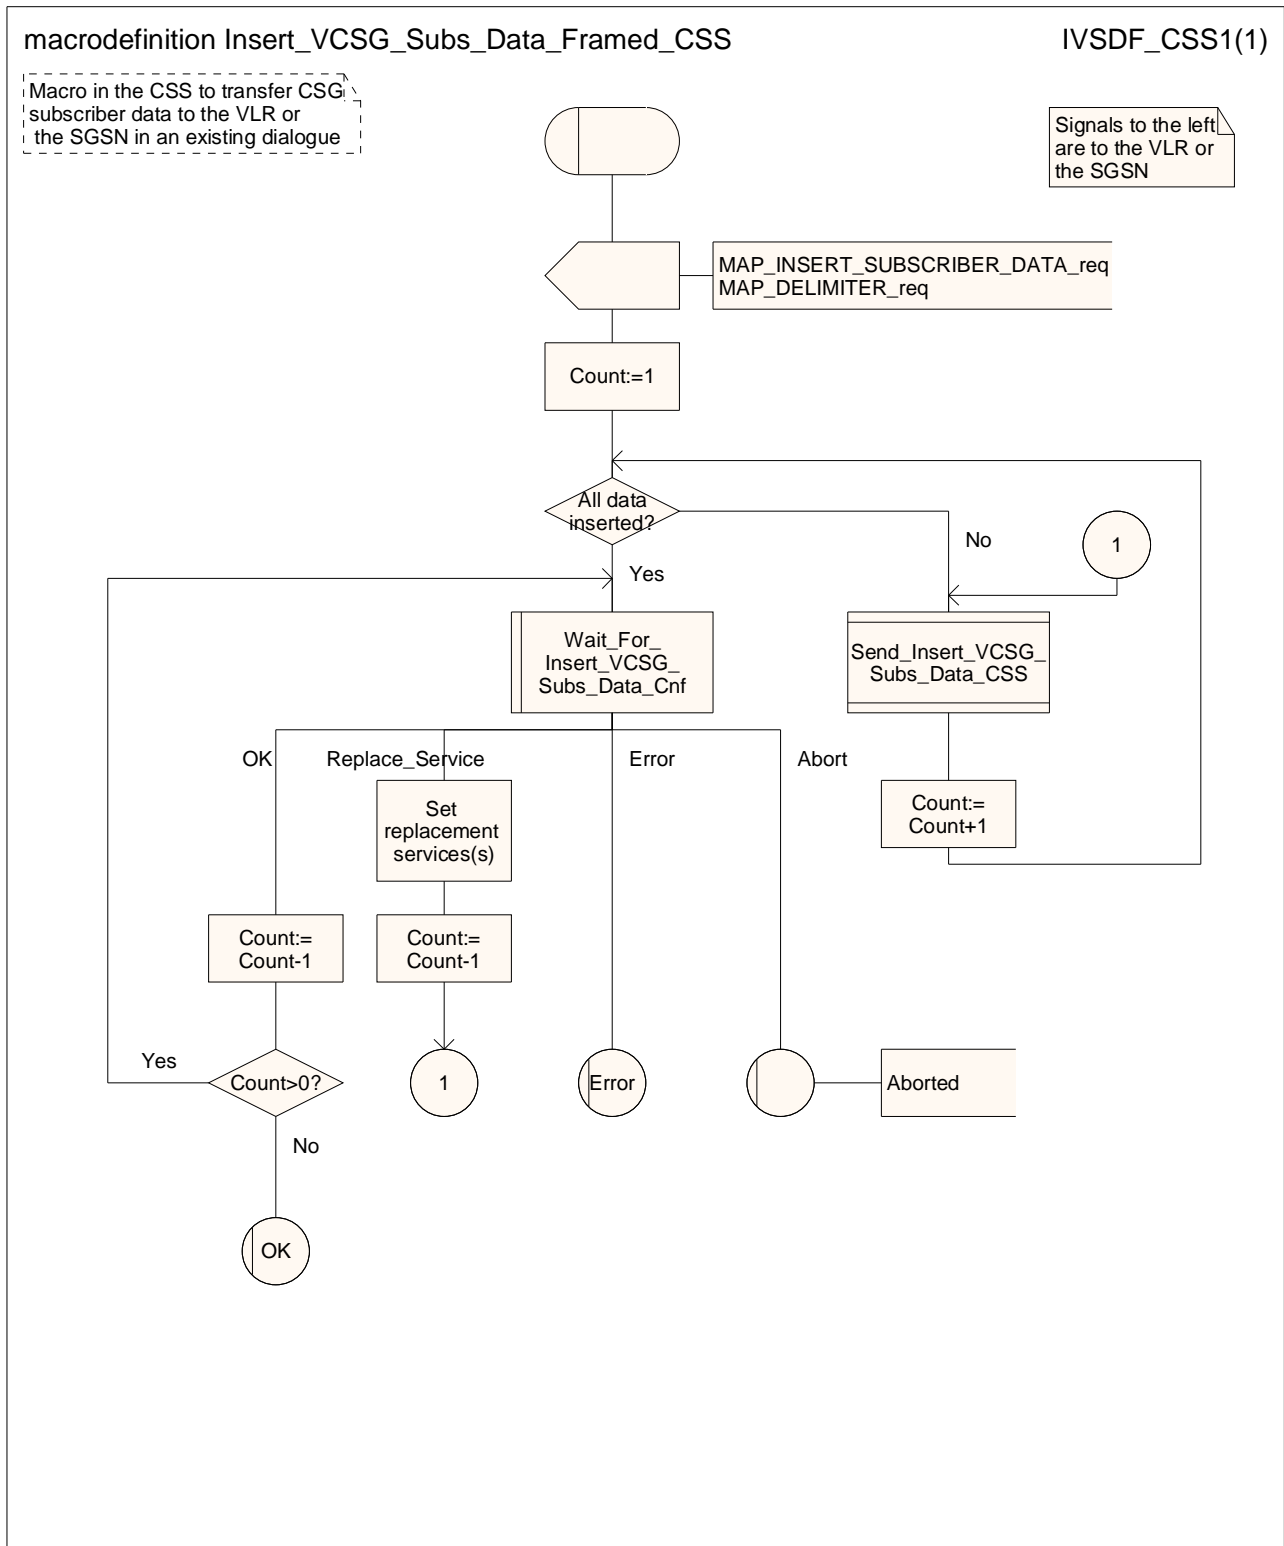 macrodefinition Insert_VCSG_Subs_Data_Framed_CSS
IVSDF_CSS1(1)
Macro in the CSS to transfer CSG
subscriber data to the VLR or
the SGSN in an existing dialogue
Signals to the left
are to the VLR or
the SGSN
MAP_INSERT_SUBSCRIBER_DATA_req
MAP_DELIMITER_req
Count:=1
All data
inserted?
No
1
Yes
Wait_For_
Insert_VCSG_
Subs_Data_Cnf
Send_Insert_VCSG_
Subs_Data_CSS
OK
Replace_Service
Error
Abort
Set
replacement
services(s)
Count:=
Count+1
Count:=
Count-1
Count:=
Count-1
Yes
Count>0?
1
Error
Aborted
No
OK